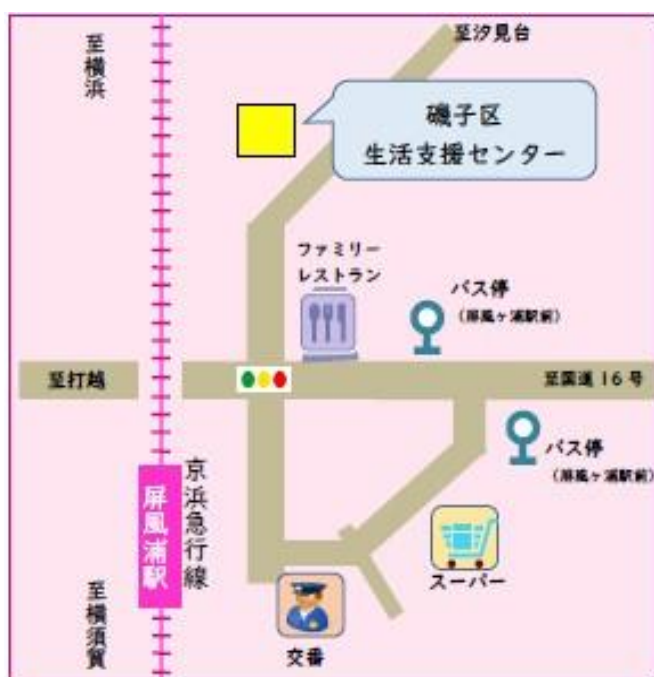 至汐見台
至横浜
磯子区
生活支援センター
ファミリー
レストラン
バス停
（屏風ヶ浦駅前）
至打越
至国道16号
バス停
（屏風ヶ浦駅前）
京浜急行線
屏風浦駅
スーパー
至横須賀
交番